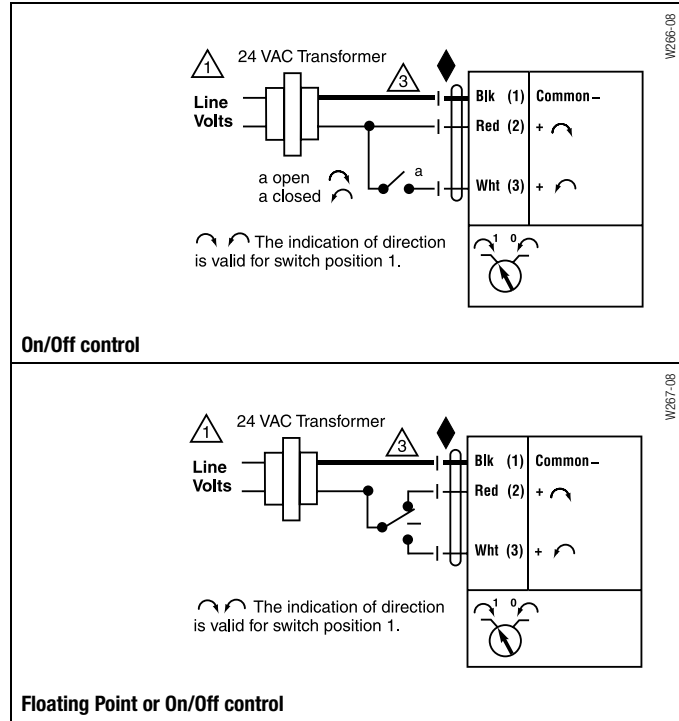 W266-08
1
24 VAC Transformer
3
Line
Volts
Blk (1) Common –
Red (2) +
a
Wht (3) +
a open
a closed
The indication of direction
is valid for switch position 1.
1 0
On/Off control
W267-08
1
24 VAC Transformer
3
Line
Volts
Blk (1) Common –
Red (2) +
Wht (3) +
The indication of direction
is valid for switch position 1.
1 0
Floating Point or On/Off control